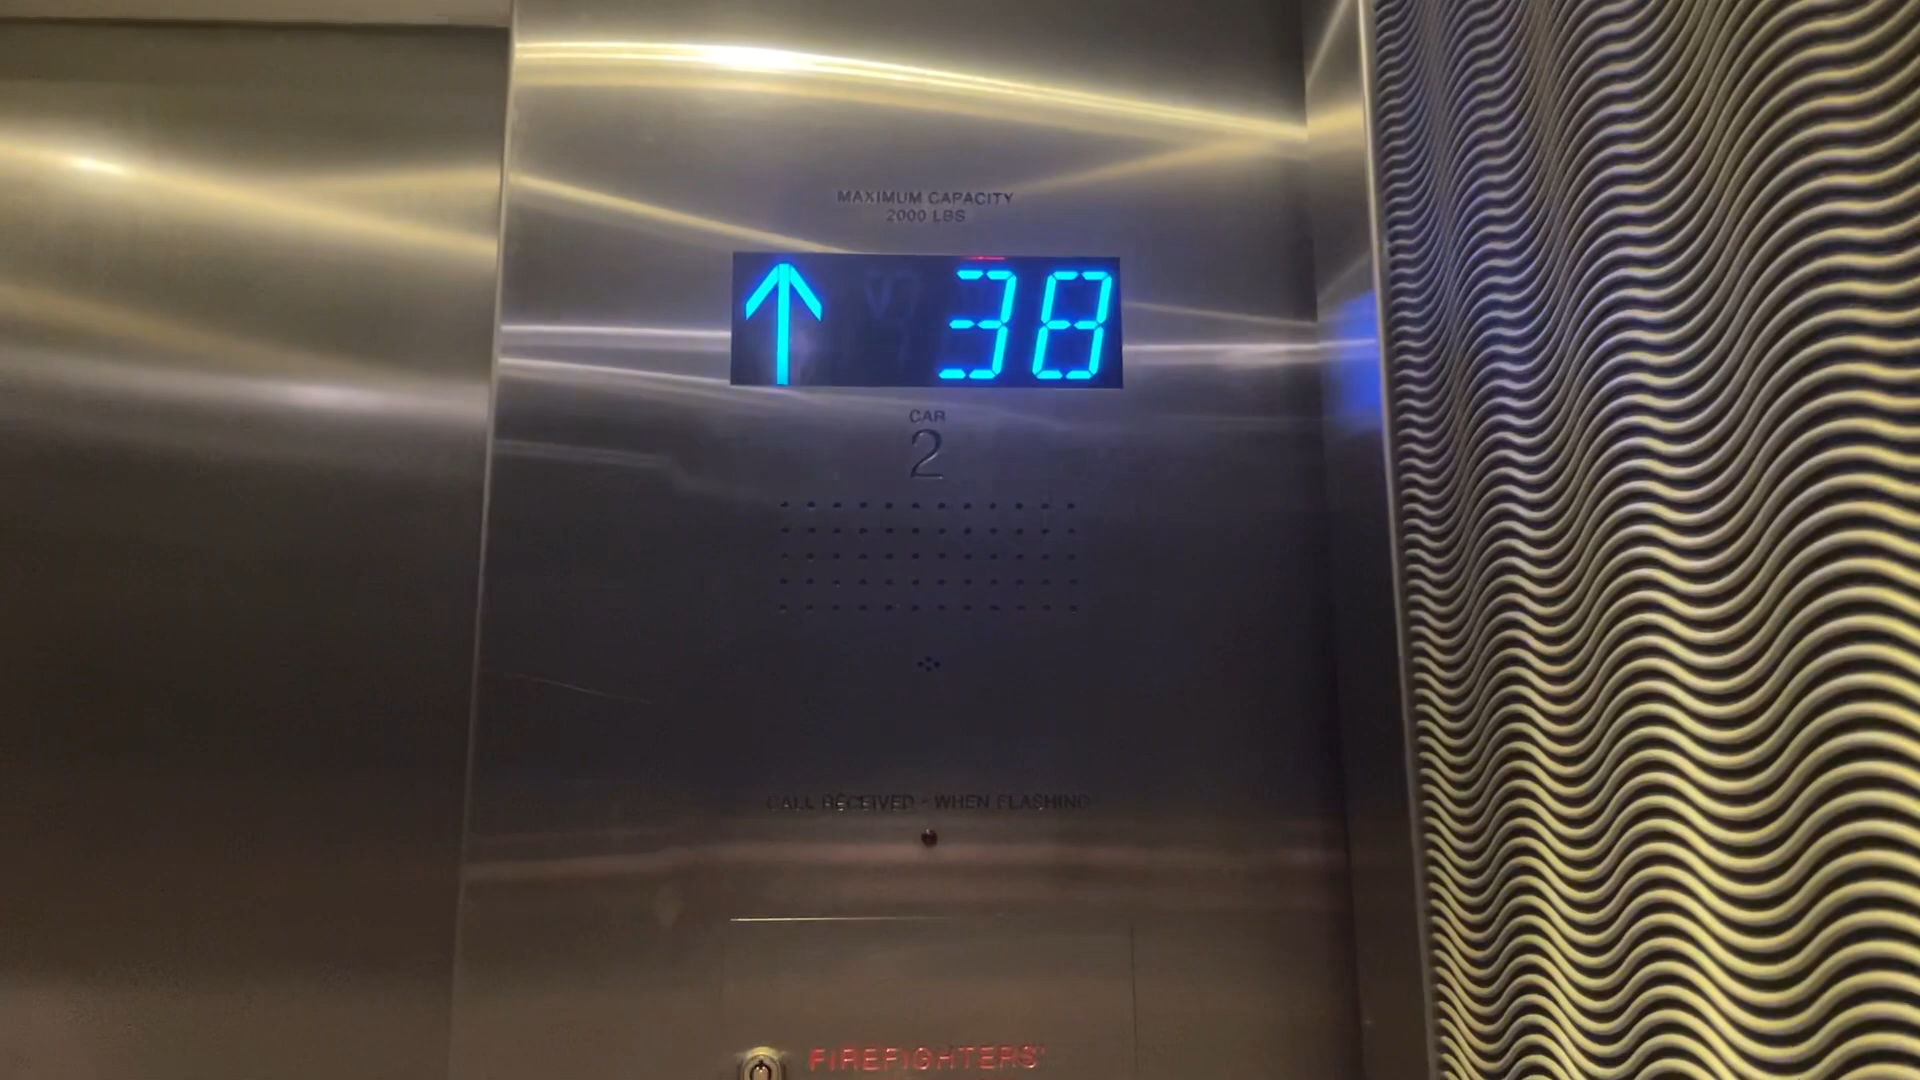 MAXIMUM CAPACITY
2000 LBS
↑ 38
CAR
2
CALL RECEIVED - WHEN FLASHING
FIREFIGHTERS'